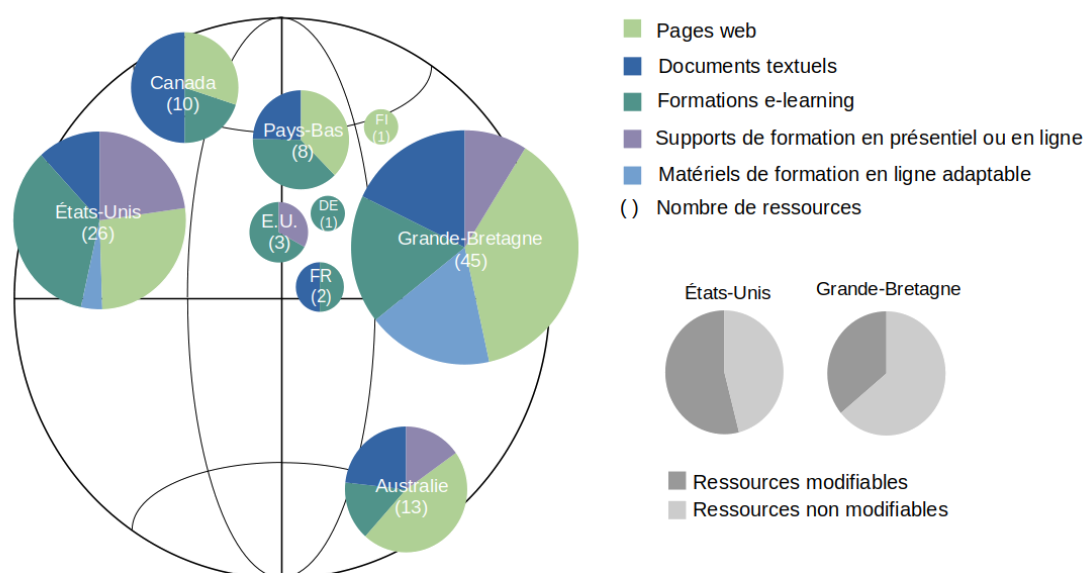 Canada
(10)
Pays-Bas
(8)
FI
(1)
États-Unis
(26)
E.U.
(3)
DE
(1)
Grande-Bretagne
(45)
FR
(2)
Australie
(13)
Pages web
Documents textuels
Formations e-learning
Supports de formation en présentiel ou en ligne
Matériels de formation en ligne adaptable
( ) Nombre de ressources
États-Unis
Grande-Bretagne
Ressources modifiables
Ressources non modifiables